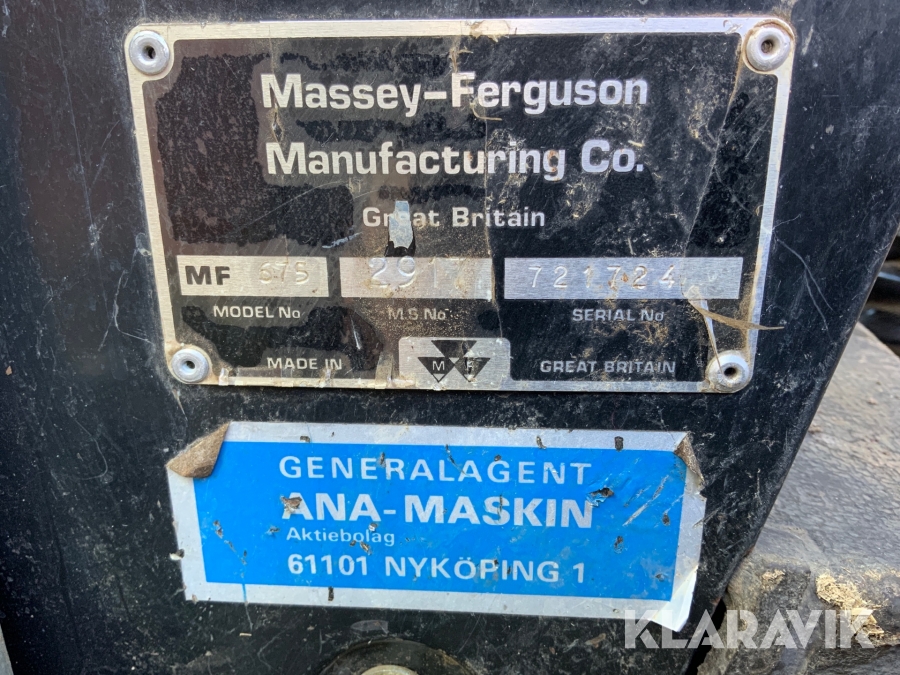 Massey-Ferguson
Manufacturing Co.
Great Britain
MF 675 2917 721724
MODEL No M.S.No SERIAL No
MADE IN M F GREAT BRITAIN
GENERALAGENT
ANA-MASKIN
Aktiebolag
61101 NYKÖPING 1
KLARAVIK